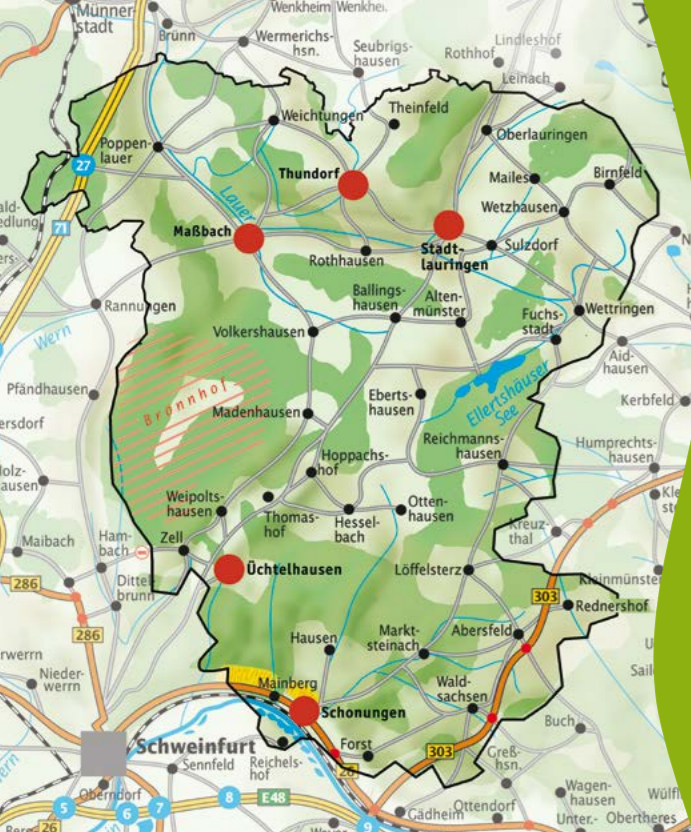 Münner-
stadt
Wenkheim
Wenkhei.
Brünn
Wermerichs-
hsn.
Seubrigs-
hausen
Rothhof
Lindleshof
Leinach
Weichtungen
Theinfeld
Oberlauringen
Poppen-
lauer
27
Thundorf
Mailes
Birnfeld
Wetzhausen
Lauer
71
Maßbach
Stadt-
lauringen
Sulzdorf
Rothhausen
Ballings-
hausen
Alten-
münster
Rannungen
Fuchs-
stadt
Wettringen
Wern
Volkershausen
Aid-
hausen
Ellertshäuser
See
Pfändhausen
Bronnhof
Eberts-
hausen
Kerbfeld
Madenhausen
Reichmanns-
hausen
Humprechts-
hausen
Hoppachs-
hof
Weipolts-
hausen
Thomas-
hof
Hessel-
bach
Otten-
hausen
Kreuz-
thal
Maibach
Ham-
bach
Zell
286
Üchtelhausen
Löffelsterz
Kleinmünster
Dittel-
brunn
303
Rednershof
286
Hausen
Markt-
steinach
Abersfeld
Nieder-
werrn
Mainberg
Wald-
sachsen
Schonungen
Buch
Schweinfurt
Forst
303
Greß-
hsn.
Sennfeld
Reichels-
hof
26
Oberndorf
Wagen-
hausen
5
6
7
8
E48
Gädheim
Ottendorf
Unter.-
Obertheres
26
9